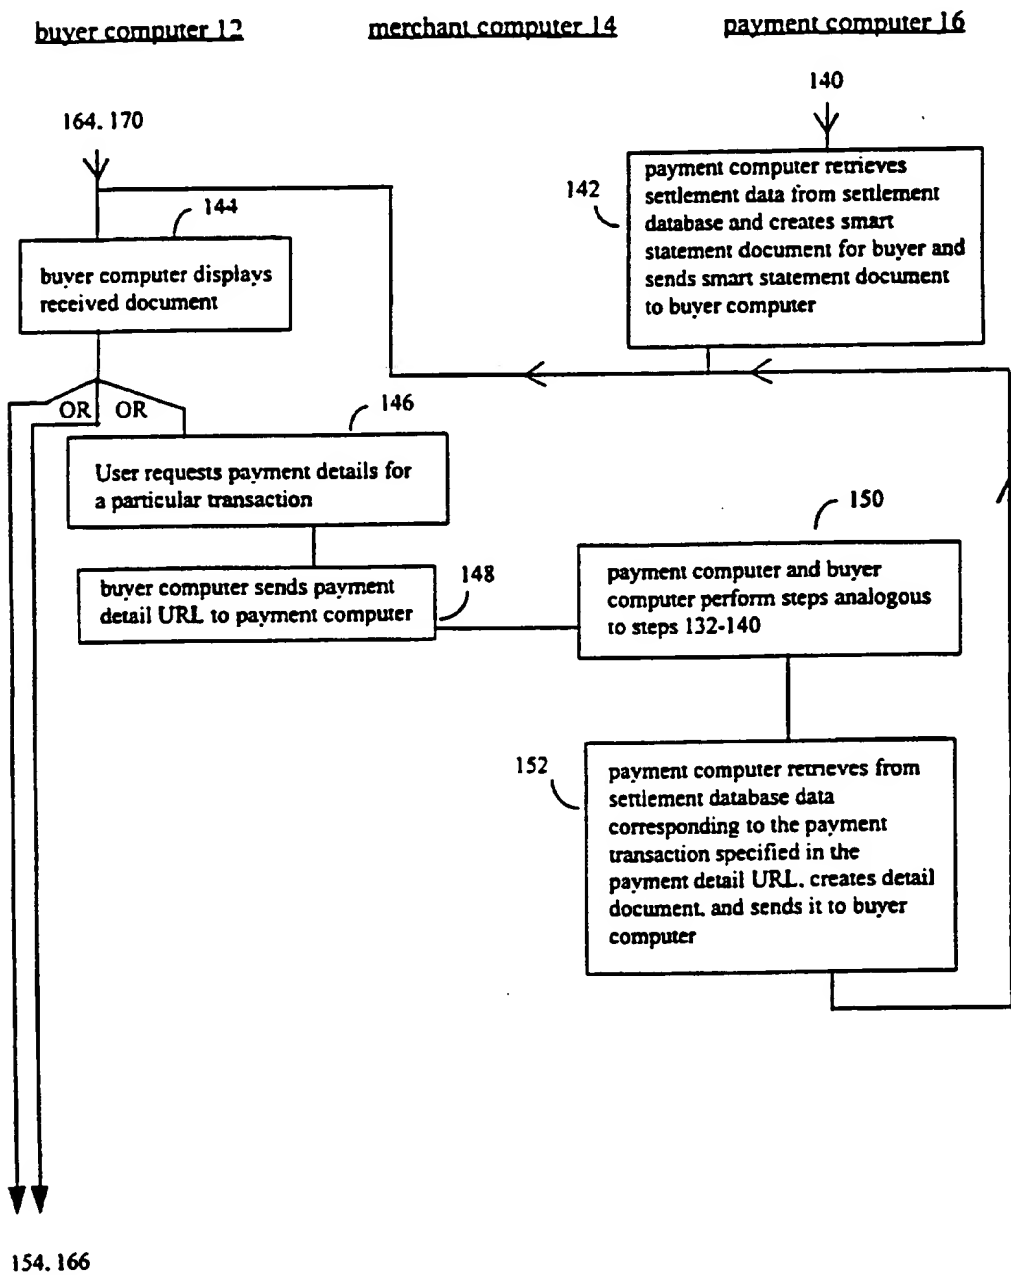 buyer computer 12
merchant computer 14
payment computer 16
140
164. 170
142
payment computer retrieves
settlement data from settlement
database and creates smart
statement document for buyer and
sends smart statement document
to buyer computer
144
buyer computer displays
received document
OR OR
146
User requests payment details for
a particular transaction
148
buyer computer sends payment
detail URL to payment computer
150
payment computer and buyer
computer perform steps analogous
to steps 132-140
152
payment computer retrieves from
settlement database data
corresponding to the payment
transaction specified in the
payment detail URL. creates detail
document. and sends it to buyer
computer
154. 166